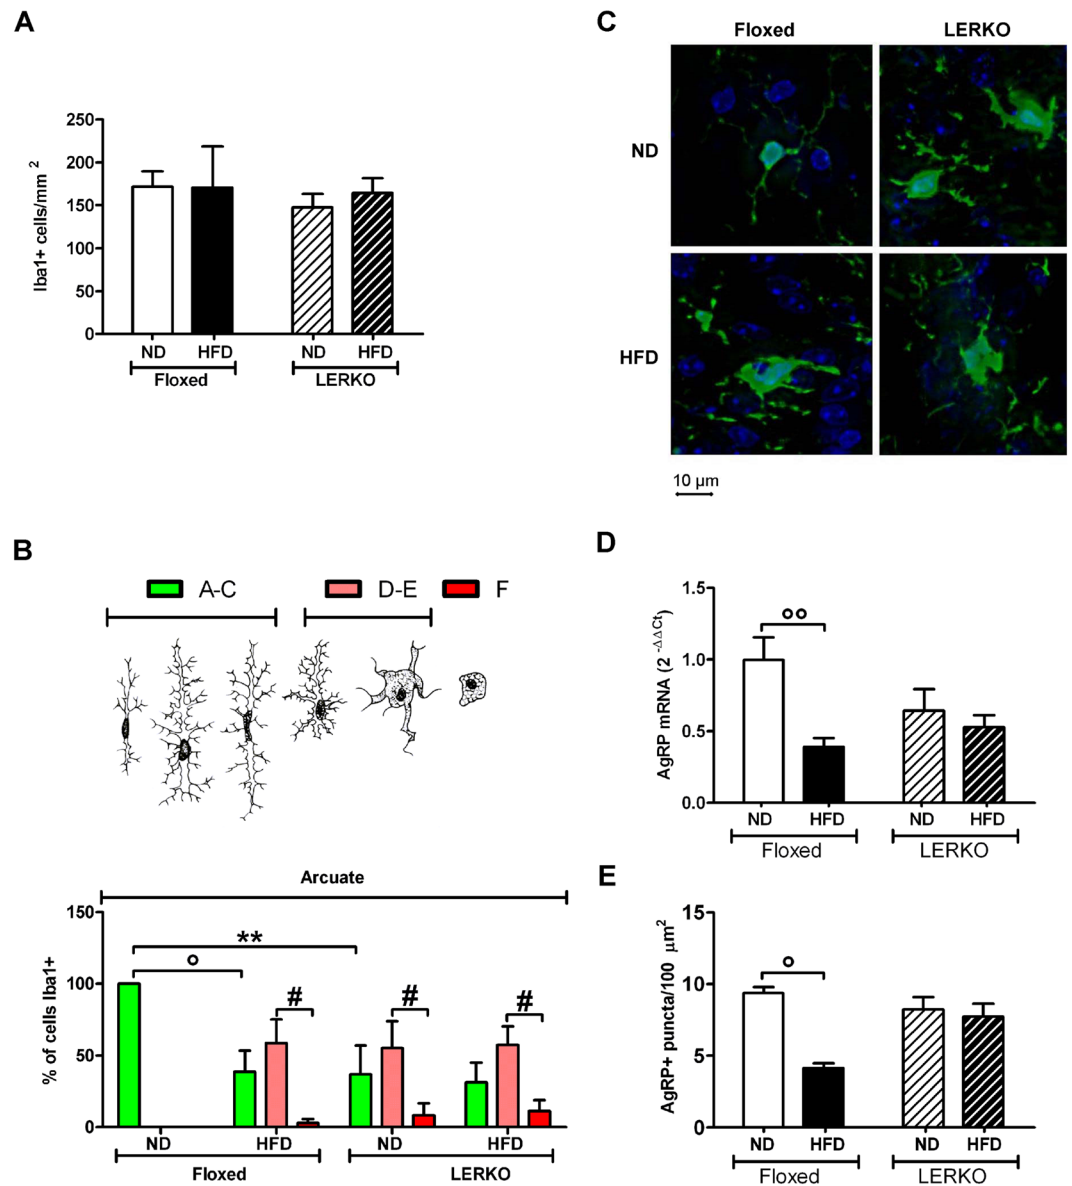 A
Iba1+ cells/mm 2
250
200
150
100
50
0
ND HFD ND HFD
Floxed LERKO
B
A-C D-E F
Arcuate
% of cells Iba1+
150
100
50
0
**
°
# # #
ND HFD ND HFD
Floxed LERKO
C
Floxed LERKO
ND
HFD
10 µm
D
AgRP mRNA (2 -ΔΔCt)
1.5
1.0
0.5
0.0
°°
ND HFD ND HFD
Floxed LERKO
E
AgRP+ puncta/100 µm2
15
10
5
0
°
ND HFD ND HFD
Floxed LERKO